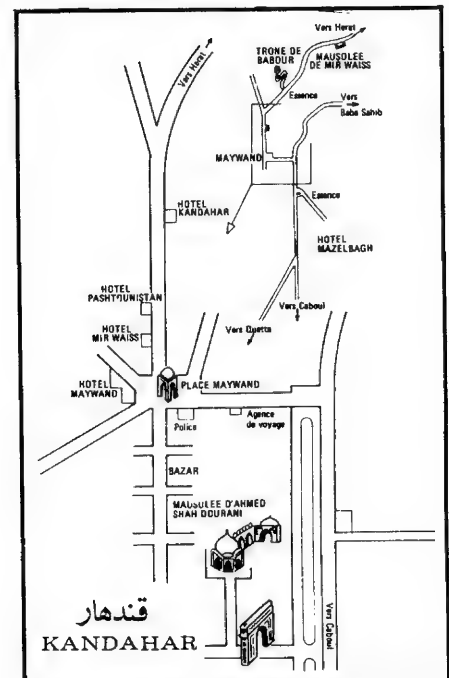 Vers Herat
TRONE DE
BABOUR
Vers Herat
MAUSOLEE
DE MIR WAISS
Essence
Vers
Baba Sahib
MAYWAND
Essence
HOTEL
KANDAHAR
HOTEL
MAZELBAGH
HOTEL
PASHTOUNISTAN
Vers Caboul
Vers Quetta
HOTEL
MIR WAISS
HOTEL
MAYWAND
PLACE MAYWAND
Police
Agence
de voyage
BAZAR
MAUSOLEE D'AHMED
SHAH DOURANI
Vers Caboul
قندهار
KANDAHAR